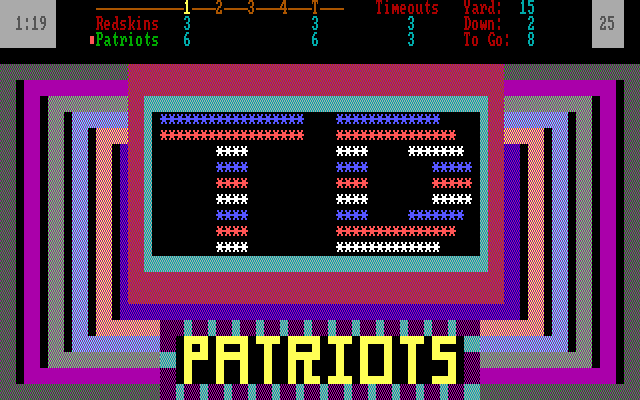 1:19 1 2 3 4 T Timeouts Yard: 15 25
Redskins 3 3 3 Down: 2
Patriots 6 6 3 To Go: 8
TD
PATRIOTS